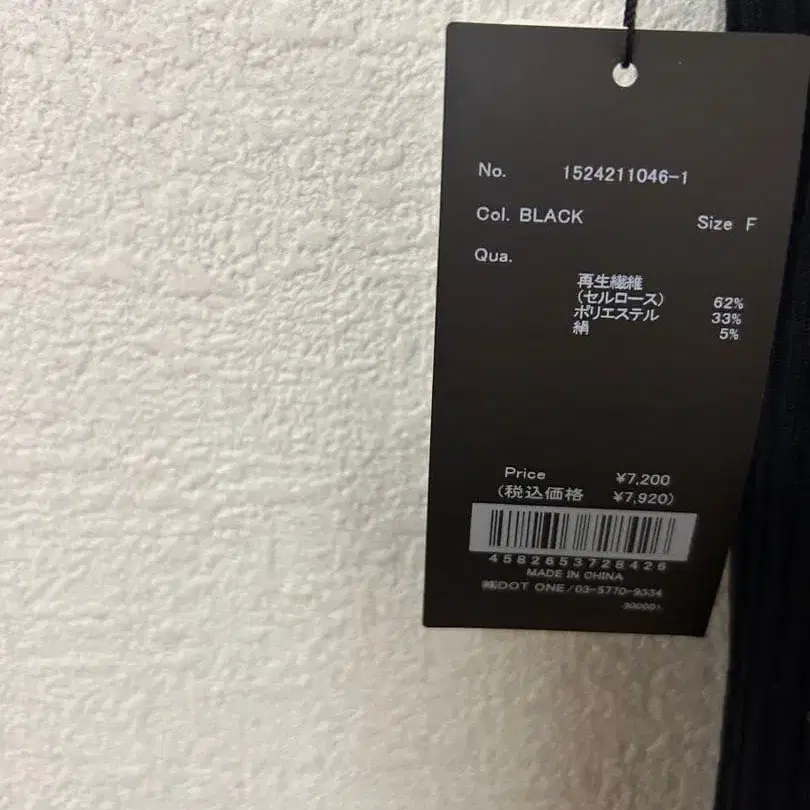 No. 1524211046-1
Col. BLACK Size F
Qua.
再生繊維
(セルロース) 62%
ポリエステル 33%
絹 5%
Price ¥7,200
(税込価格 ¥7,920)
4582653728426
MADE IN CHINA
㈱DOT ONE/03-5770-9334
300001